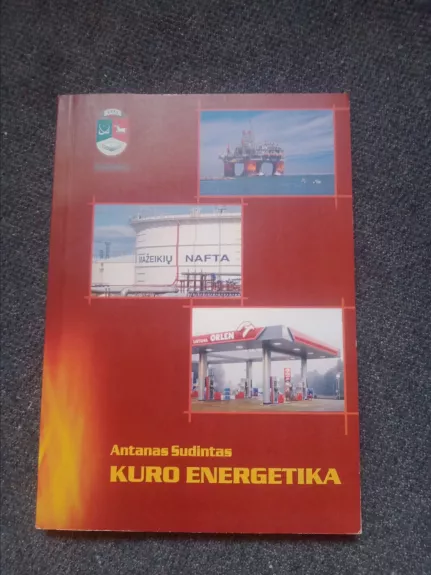 MAŽEIKIŲ NAFTA
ORLEN
Antanas Sudintas
KURO ENERGETIKA